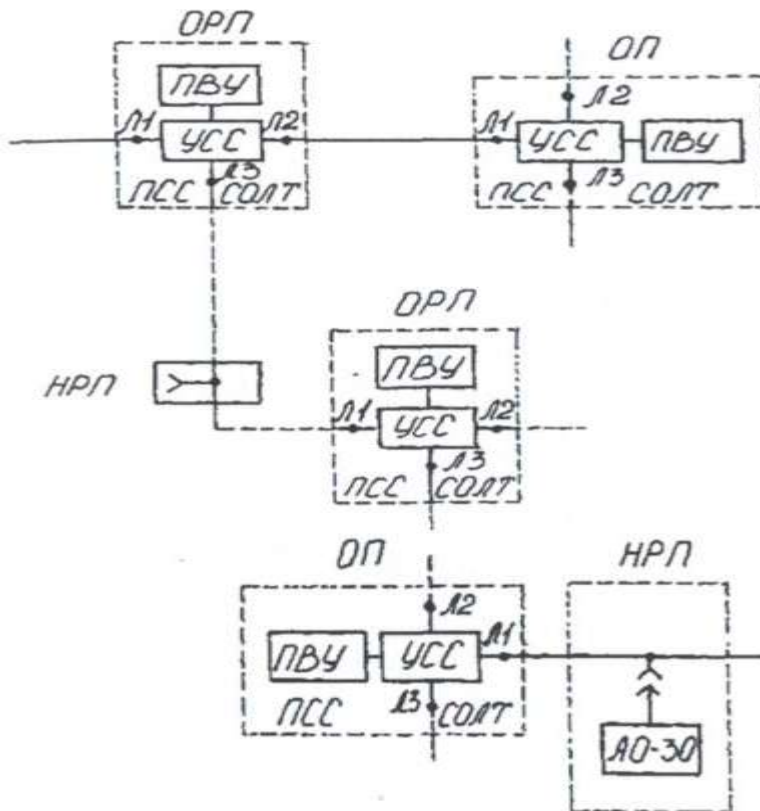 ОРП
ПВУ
Л1 УСС Л2
Л3
ПСС СОЛТ
ОП
Л2
Л1 УСС ПВУ
Л3
ПСС СОЛТ
НРП
ОРП
ПВУ
Л1 УСС Л2
Л3
ПСС СОЛТ
ОП
Л2
ПВУ УСС Л1
Л3
ПСС СОЛТ
НРП
АО-30